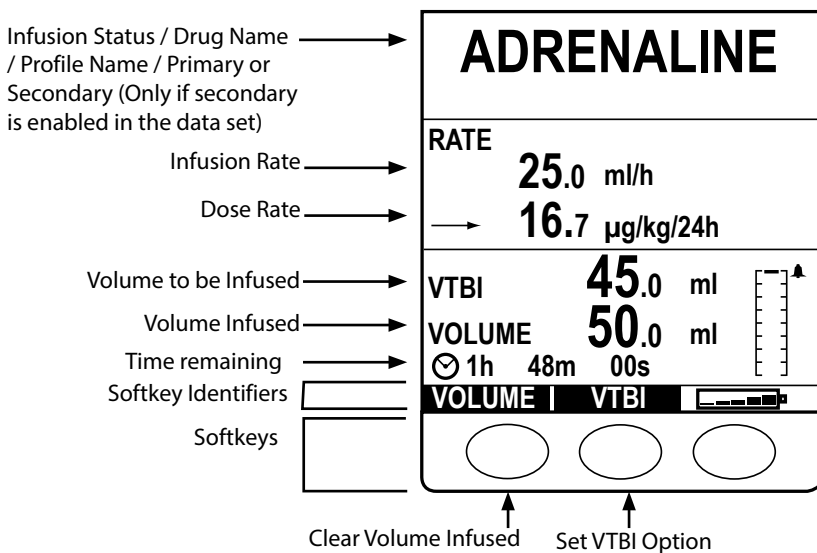 Infusion Status / Drug Name
/ Profile Name / Primary or
Secondary (Only if secondary
is enabled in the data set)
Infusion Rate
Dose Rate
Volume to be Infused
Volume Infused
Time remaining
Softkey Identifiers
Softkeys
ADRENALINE
RATE
25.0 ml/h
16.7 µg/kg/24h
VTBI 45.0 ml
VOLUME 50.0 ml
1h 48m 00s
VOLUME VTBI
Clear Volume Infused
Set VTBI Option